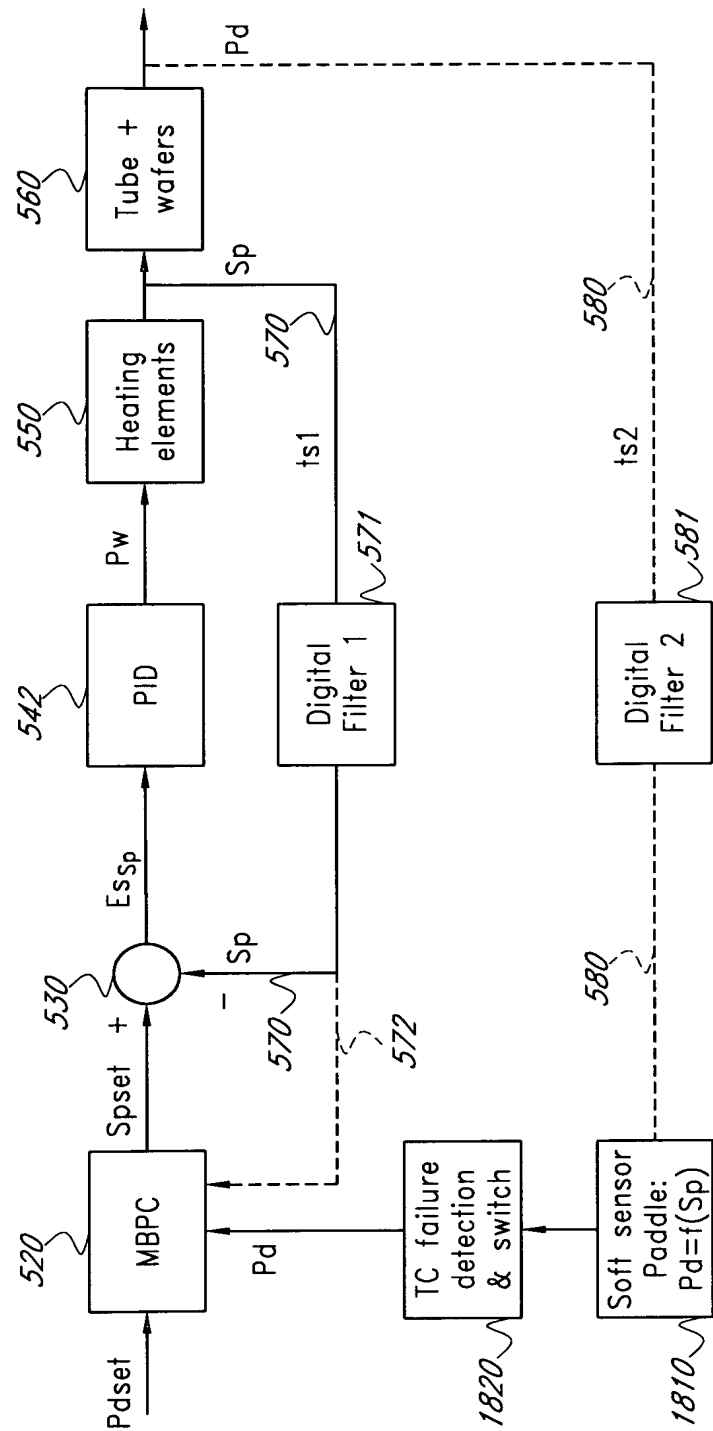 Pdset
520
MBPC
Spset
+
530
–
Sp
570
Es Sp
542
PID
Pw
550
Heating
elements
Sp
560
Tube +
wafers
Pd
572
Digital
Filter 1
571
ts1
570
Pd
1820
TC failure
detection
& switch
1810
Soft sensor
Paddle:
Pd=f(Sp)
580
Digital
Filter 2
581
ts2
580